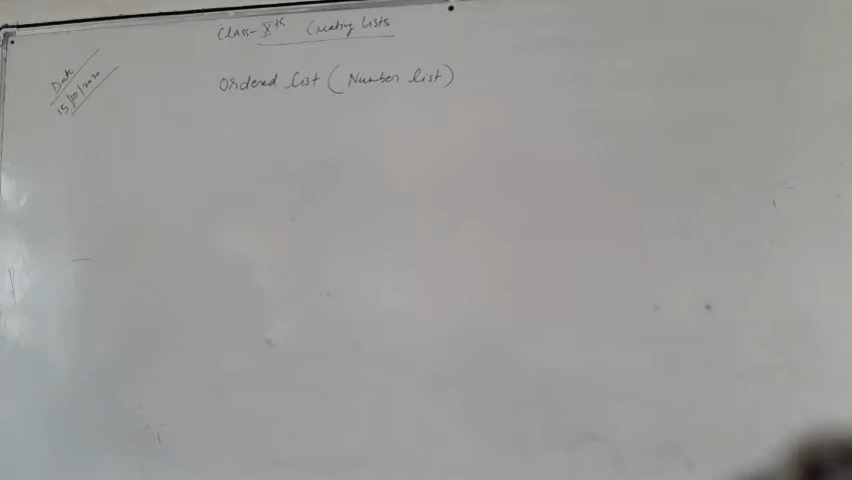 Class-Xth Creating Lists
Date
15/10/2020
Ordered list (Number list)